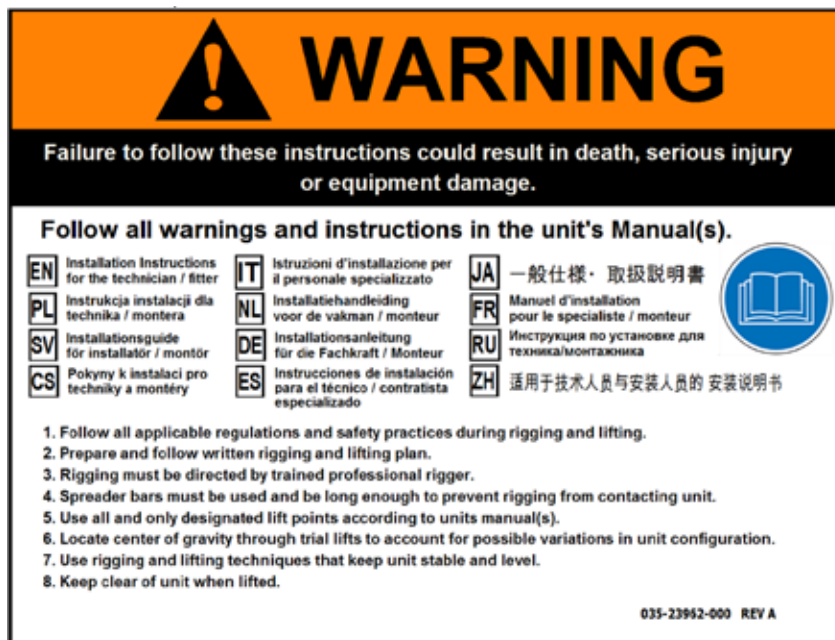 WARNING
Failure to follow these instructions could result in death, serious injury
or equipment damage.
Follow all warnings and instructions in the unit's Manual(s).
EN Installation Instructions
for the technician / fitter
IT Istruzioni d'installazione per
il personale specializzato
JA 一般仕様・取扱説明書
PL Instrukcja instalacji dla
technika / montera
NL Installatiehandleiding
voor de vakman / monteur
FR Manuel d'installation
pour le specialiste / monteur
SV Installationsguide
för installatör / montör
DE Installationsanleitung
für die Fachkraft / Monteur
RU Инструкция по установке для
техника/монтажника
CS Pokyny k instalaci pro
techniky a montéry
ES Instrucciones de instalación
para el técnico / contratista
especializado
ZH 适用于技术人员与安装人员的 安装说明书
1. Follow all applicable regulations and safety practices during rigging and lifting.
2. Prepare and follow written rigging and lifting plan.
3. Rigging must be directed by trained professional rigger.
4. Spreader bars must be used and be long enough to prevent rigging from contacting unit.
5. Use all and only designated lift points according to units manual(s).
6. Locate center of gravity through trial lifts to account for possible variations in unit configuration.
7. Use rigging and lifting techniques that keep unit stable and level.
8. Keep clear of unit when lifted.
035-23962-000 REV A